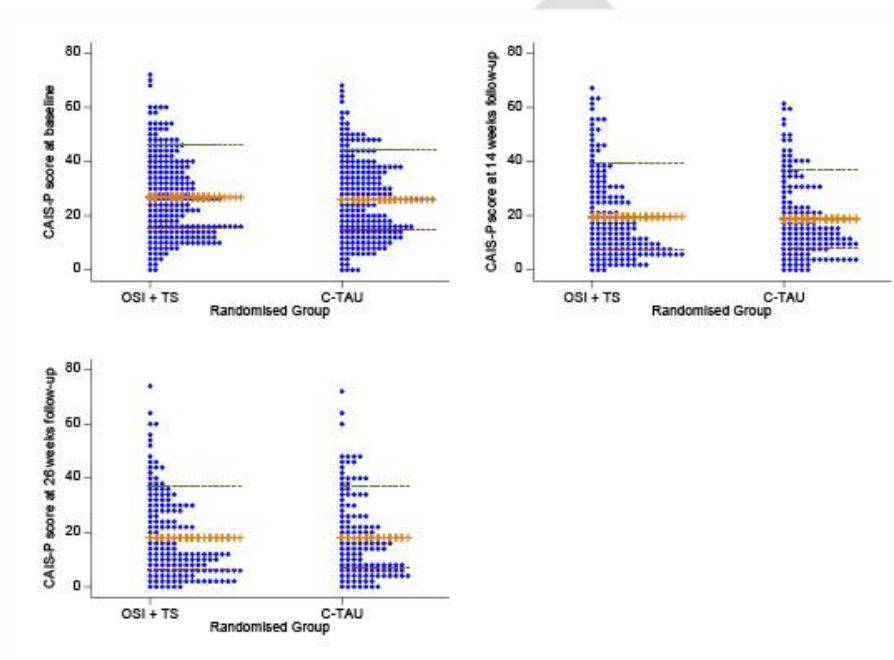 CAIS-P score at baseline
80
60
40
20
0
OSI + TS
C-TAU
Randomised Group
CAIS-P score at 14 weeks follow-up
80
60
40
20
0
OSI + TS
C-TAU
Randomised Group
CAIS-P score at 26 weeks follow-up
80
60
40
20
0
OSI + TS
C-TAU
Randomised Group